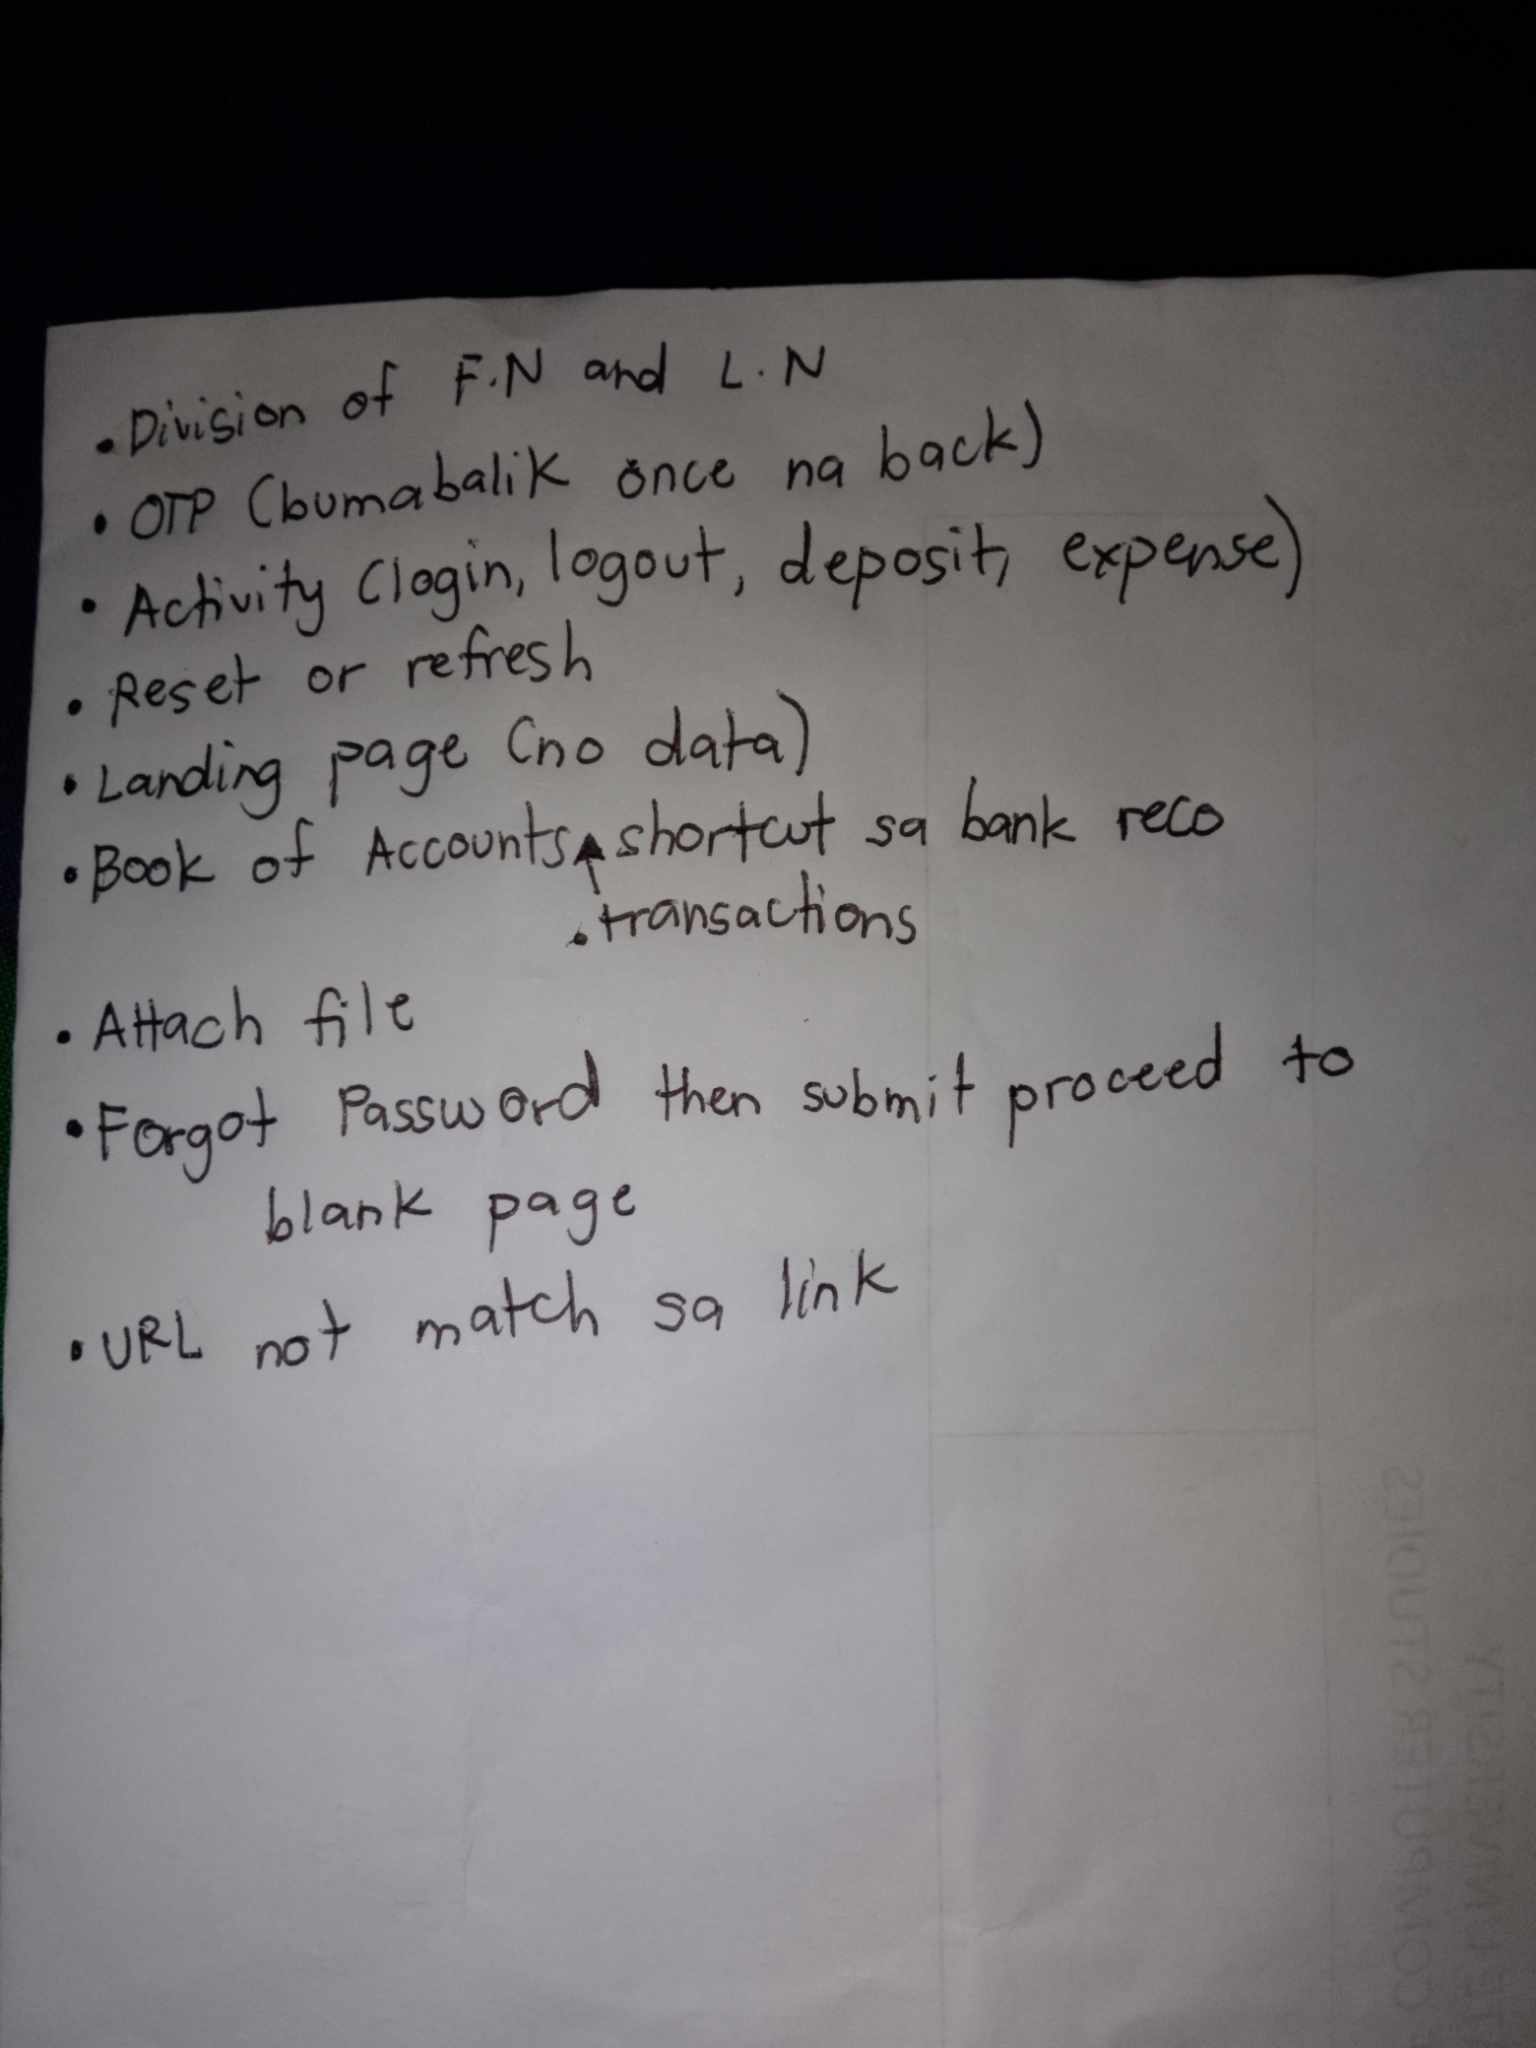 • Division of F.N and L.N
• OTP (bumabalik once na back)
• Activity (login, logout, deposit, expense)
• Reset or refresh
• Landing page (no data)
• Book of Accounts shortcut sa bank reco
• transactions
• Attach file
• Forgot Password then submit proceed to
blank page
• URL not match sa link
COMPUTER STUDIES